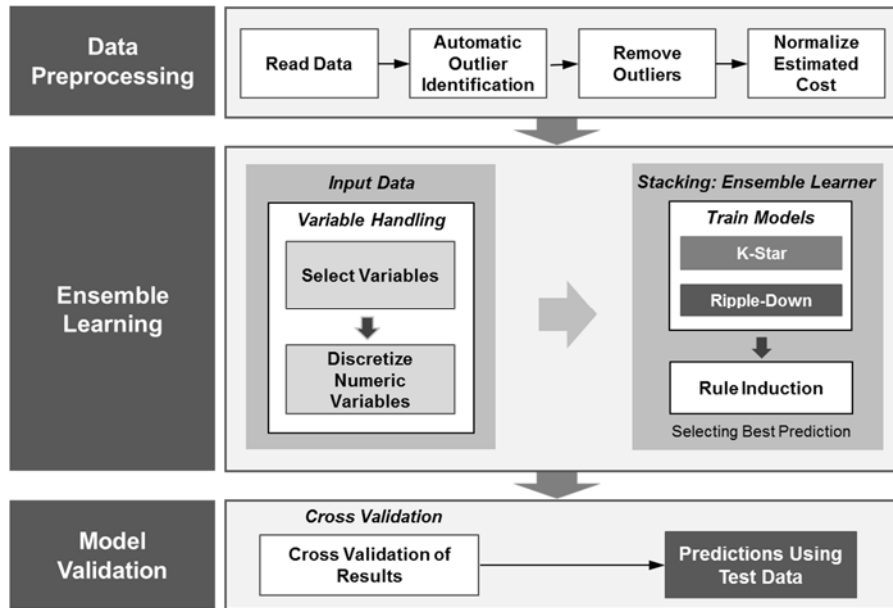 Data
Preprocessing
Read Data
Automatic
Outlier
Identification
Remove
Outliers
Normalize
Estimated
Cost
Ensemble
Learning
Input Data
Variable Handling
Select Variables
Discretize
Numeric
Variables
Stacking: Ensemble Learner
Train Models
K-Star
Ripple-Down
Rule Induction
Selecting Best Prediction
Model
Validation
Cross Validation
Cross Validation of
Results
Predictions Using
Test Data